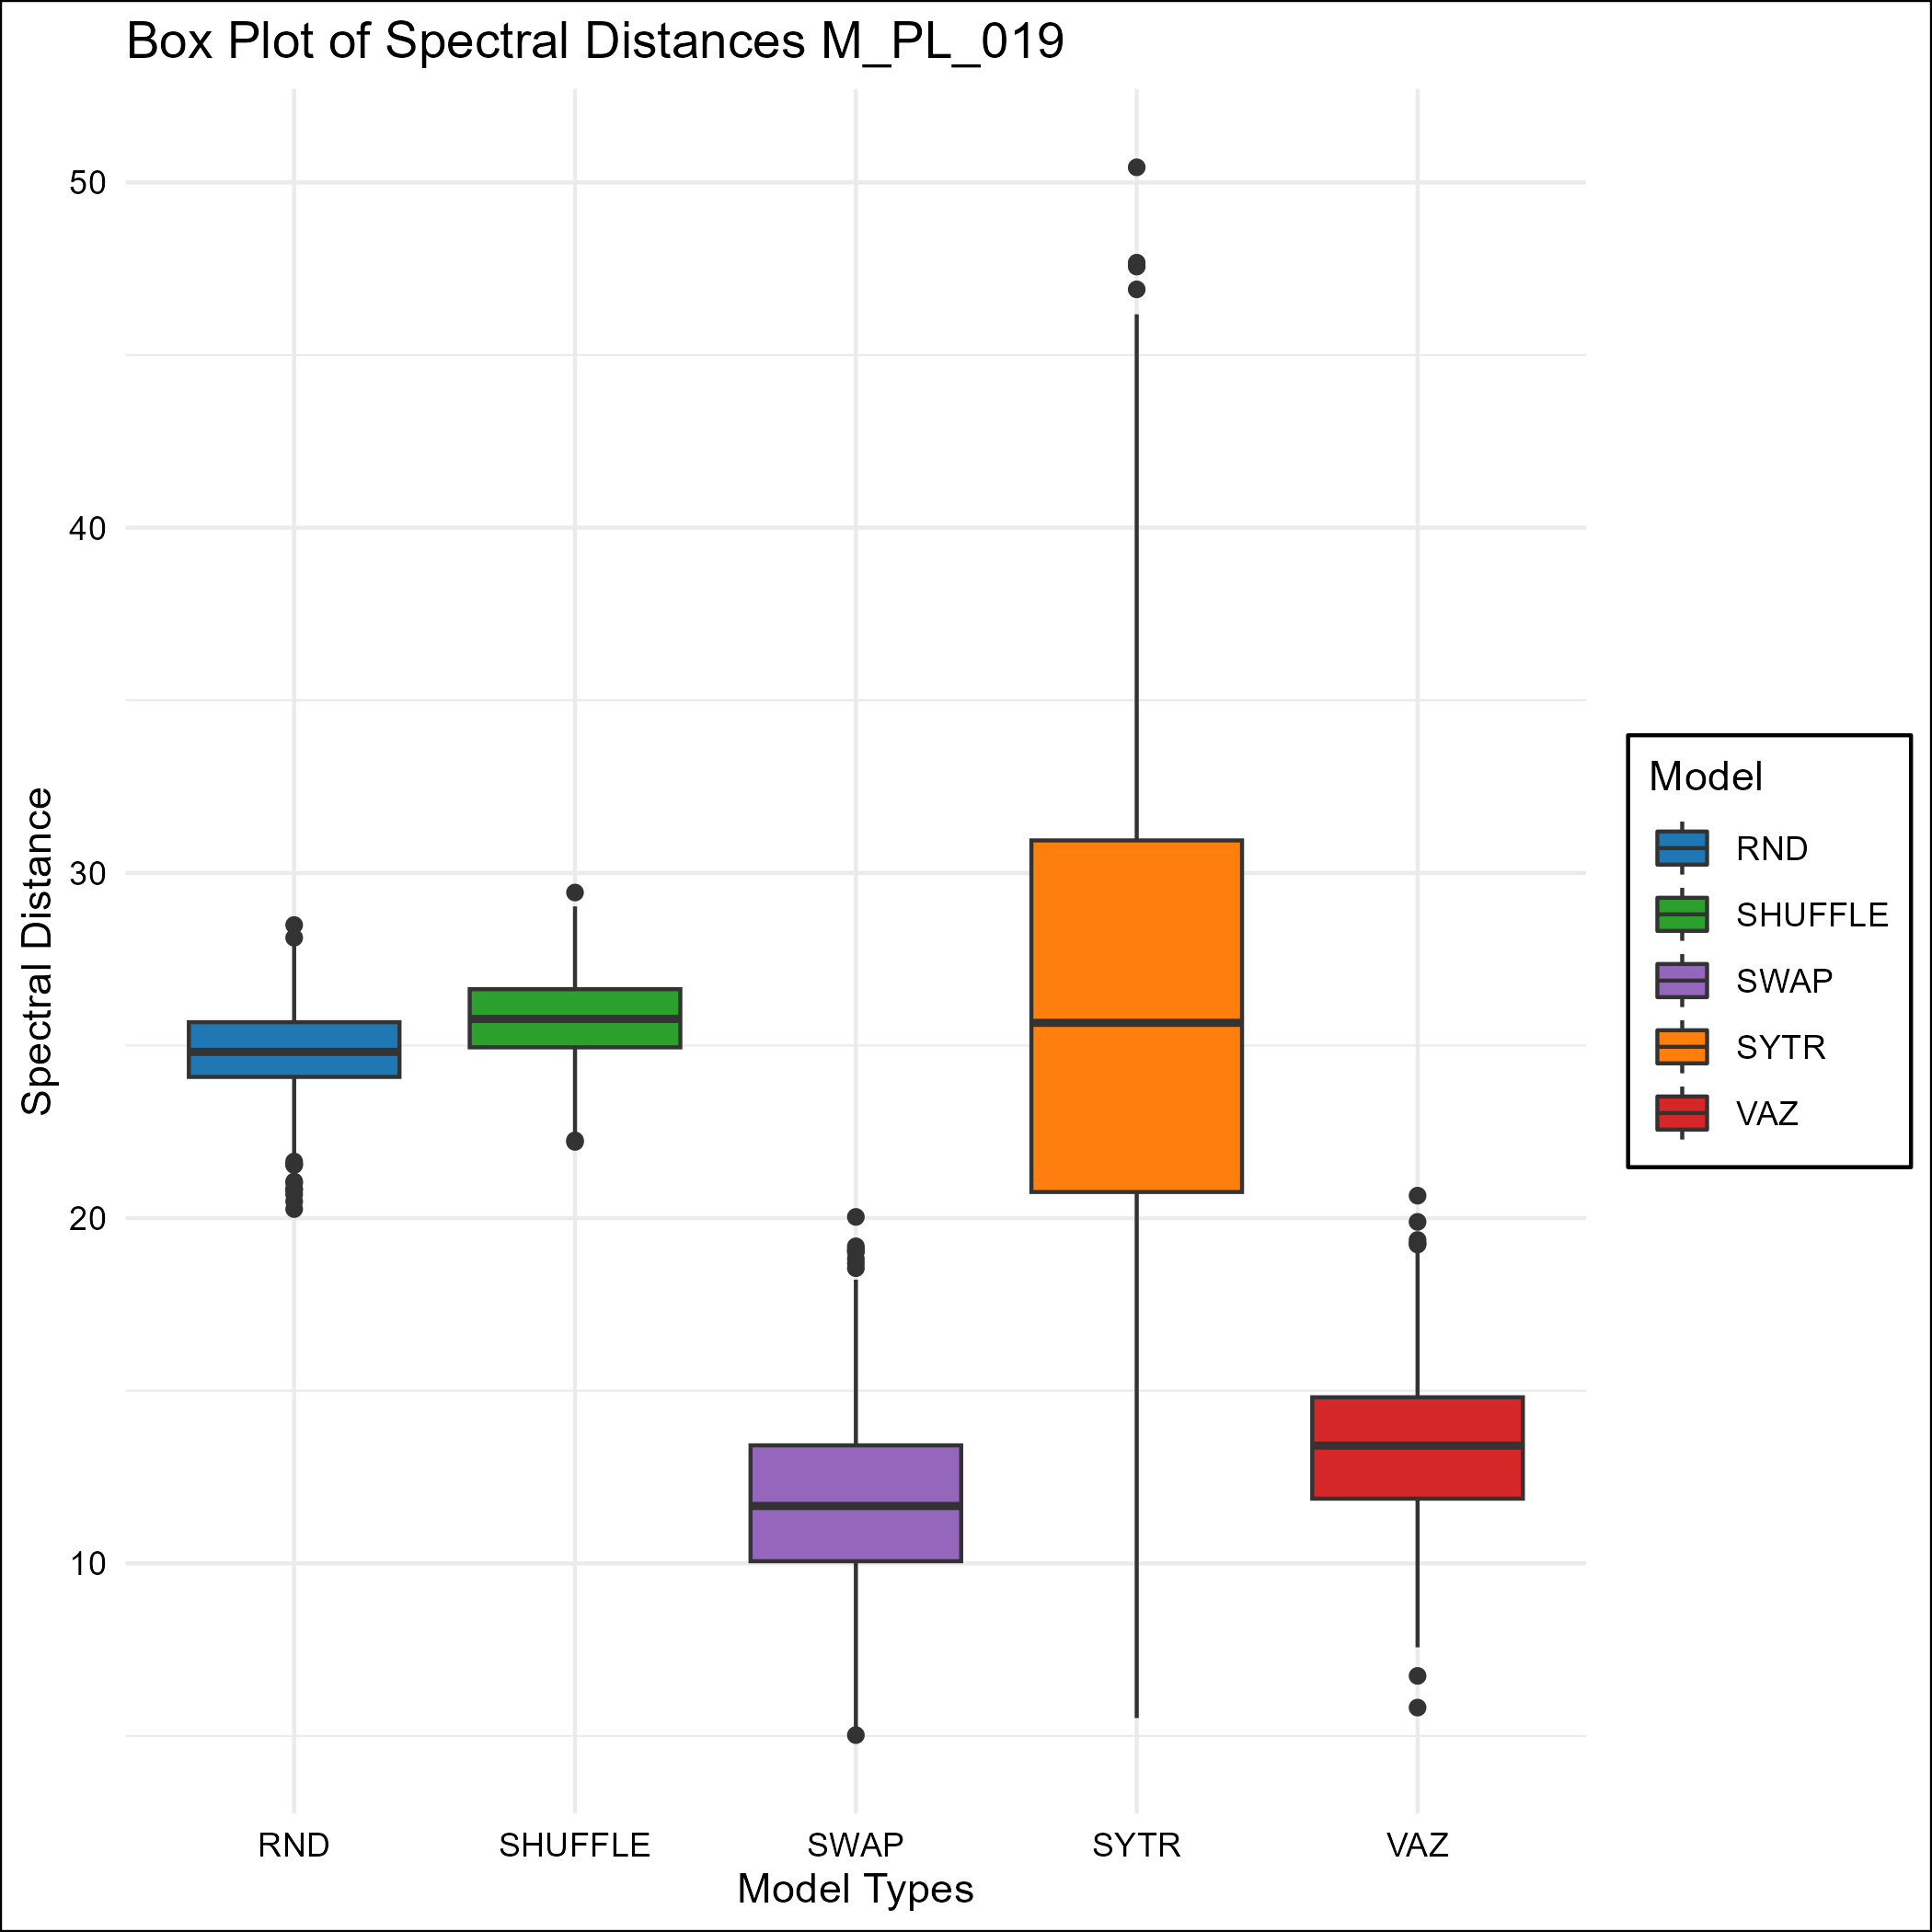 Box Plot of Spectral Distances M_PL_019
50
40
30
20
10
Spectral Distance
RND
SHUFFLE
SWAP
SYTR
VAZ
Model Types
Model
RND
SHUFFLE
SWAP
SYTR
VAZ